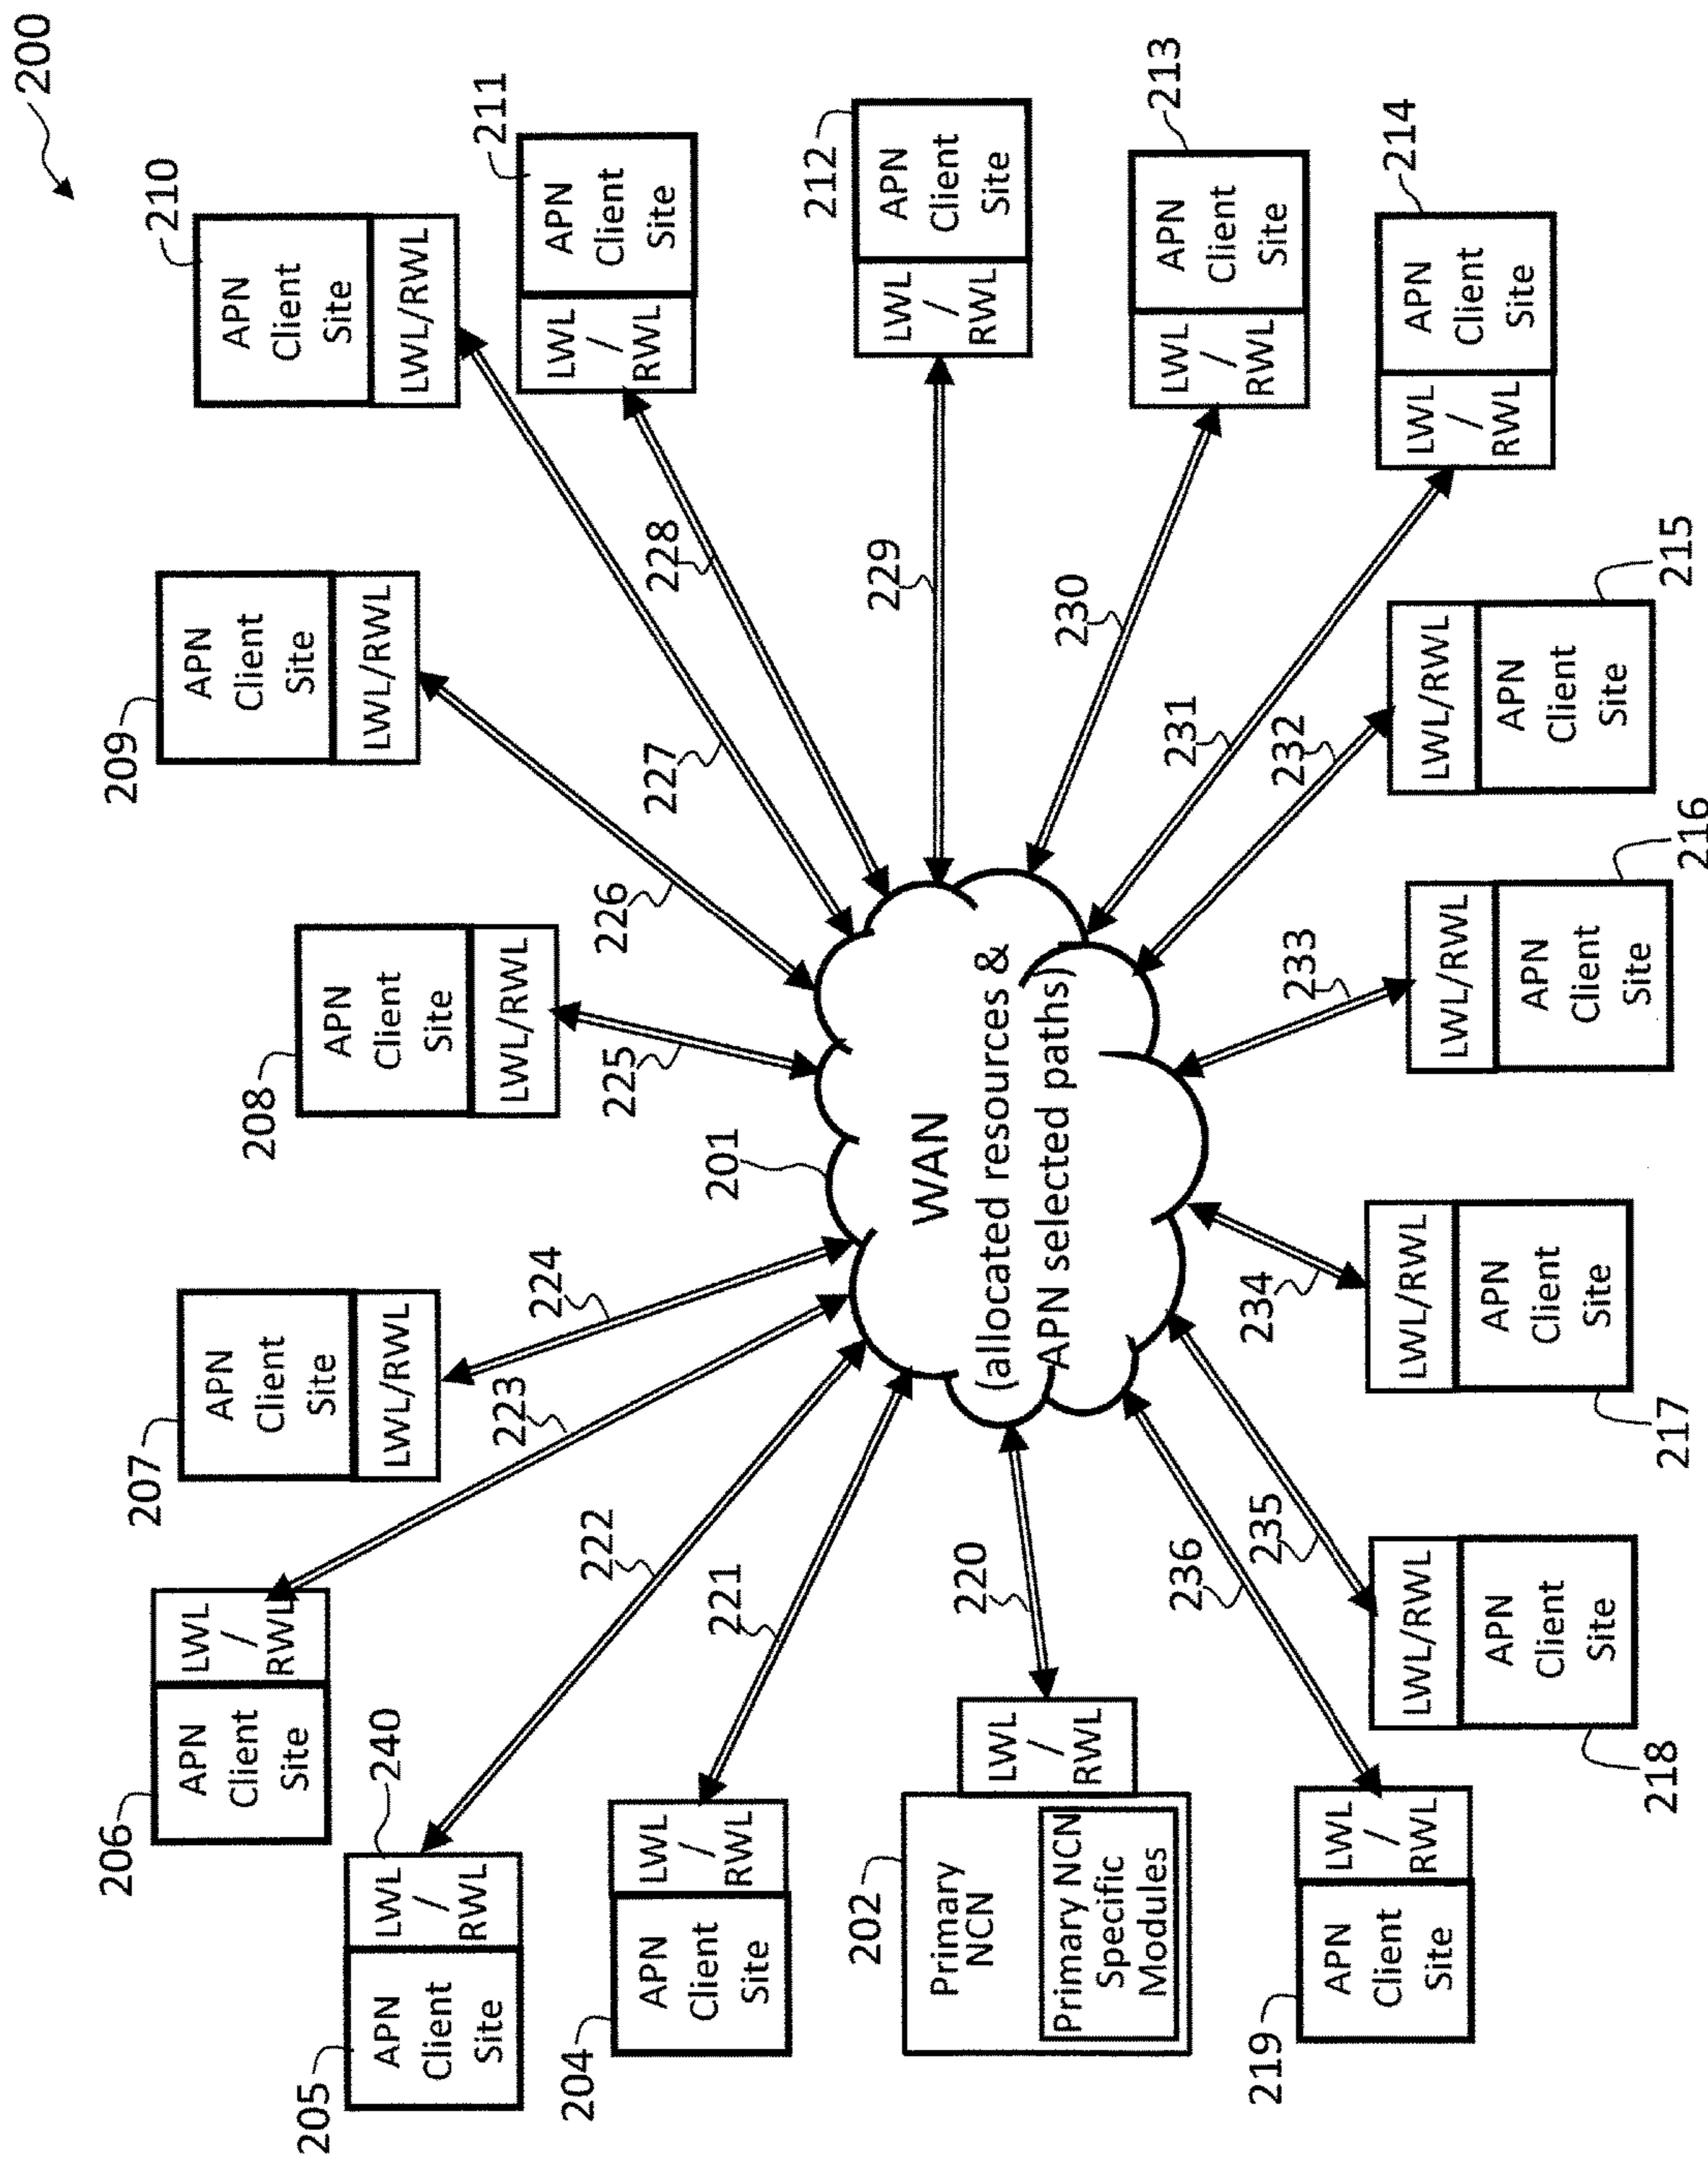 200
206
APN
Client
Site
LWL
/
RWL
223
207
APN
Client
Site
LWL/RWL
224
208
APN
Client
Site
LWL/RWL
225
209
APN
Client
Site
LWL/RWL
226
210
APN
Client
Site
LWL/RWL
227
205
APN
Client
Site
LWL
/
RWL
240
222
211
APN
Client
Site
LWL
/
RWL
228
204
APN
Client
Site
LWL
/
RWL
221
201
WAN
(allocated resources &
APN selected paths)
212
APN
Client
Site
LWL
/
RWL
229
202
Primary
NCN
Primary NCN
Specific
Modules
LWL
/
RWL
220
213
APN
Client
Site
LWL
/
RWL
230
219
APN
Client
Site
LWL
/
RWL
236
218
LWL/RWL
APN
Client
Site
235
217
LWL/RWL
APN
Client
Site
234
216
LWL/RWL
APN
Client
Site
233
215
LWL/RWL
APN
Client
Site
232
214
APN
Client
Site
LWL
/
RWL
231